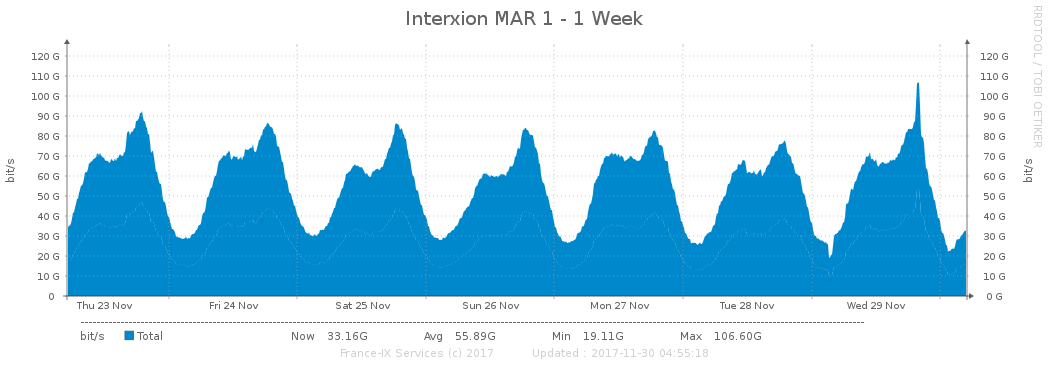 Interxion MAR 1 - 1 Week
RRDTOOL / TOBI OETIKER
bit/s
120 G 120 G
110 G 110 G
100 G 100 G
90 G 90 G
80 G 80 G
70 G 70 G
60 G 60 G
50 G 50 G
40 G 40 G
30 G 30 G
20 G 20 G
10 G 10 G
0 0 G
bit/s
Thu 23 Nov Fri 24 Nov Sat 25 Nov Sun 26 Nov Mon 27 Nov Tue 28 Nov Wed 29 Nov
bit/s Total Now 33.16G Avg 55.89G Min 19.11G Max 106.60G
France-IX Services (c) 2017 Updated : 2017-11-30 04:55:18